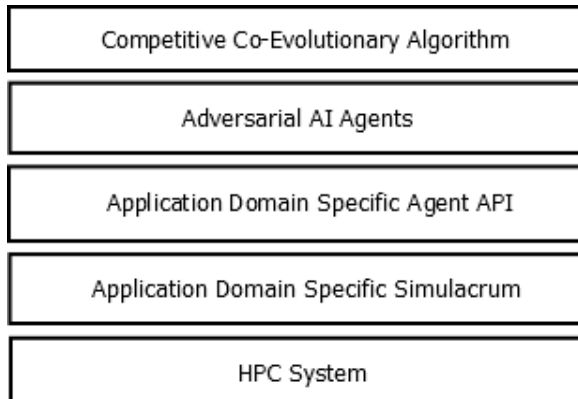 Competitive Co-Evolutionary Algorithm
Adversarial AI Agents
Application Domain Specific Agent API
Application Domain Specific Simulacrum
HPC System